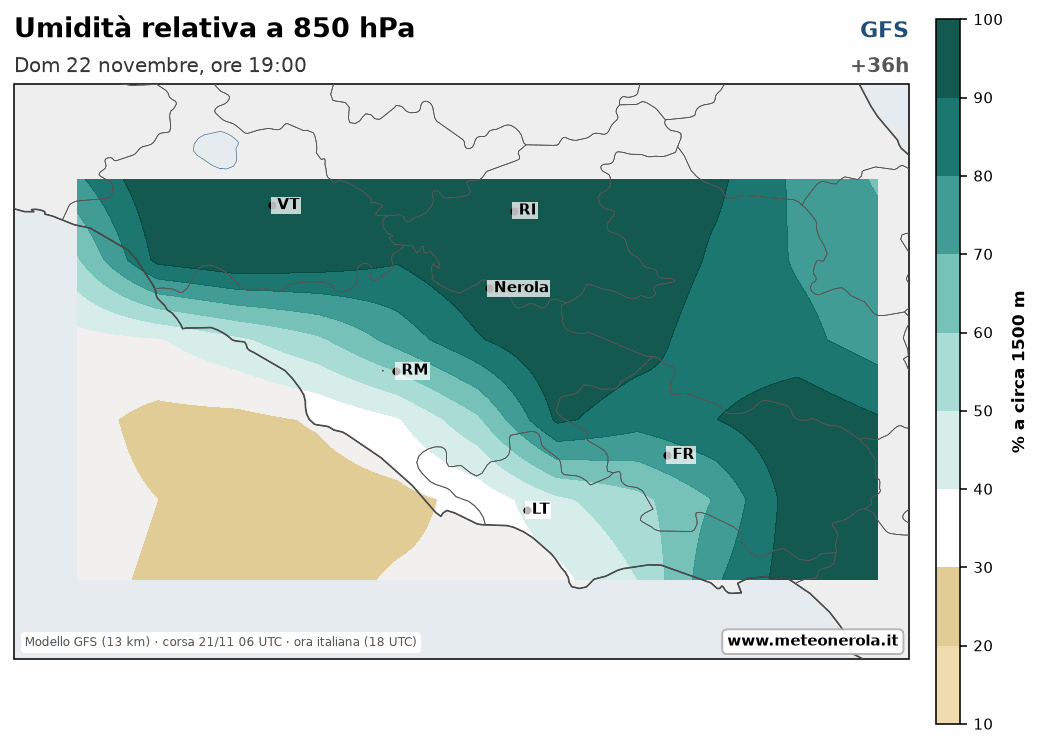 Umidità relativa a 850 hPa
GFS
Dom 22 novembre, ore 19:00
+36h
VT
RI
Nerola
RM
FR
LT
100
90
80
70
60
50
40
30
20
10
% a circa 1500 m
Modello GFS (13 km) · corsa 21/11 06 UTC · ora italiana (18 UTC)
www.meteonerola.it